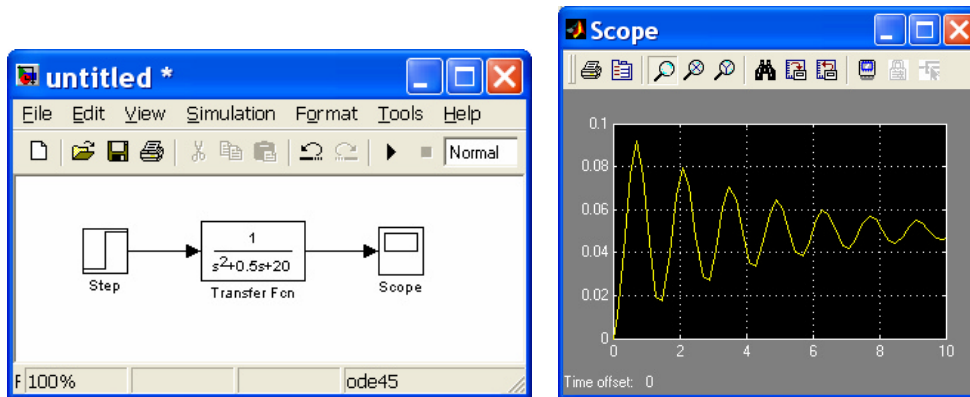 untitled *
File Edit View Simulation Format Tools Help
Normal
1
s²+0.5s+20
Step
Transfer Fcn
Scope
F 100%
ode45
Scope
0.1
0.08
0.06
0.04
0.02
0
0 2 4 6 8 10
Time offset: 0